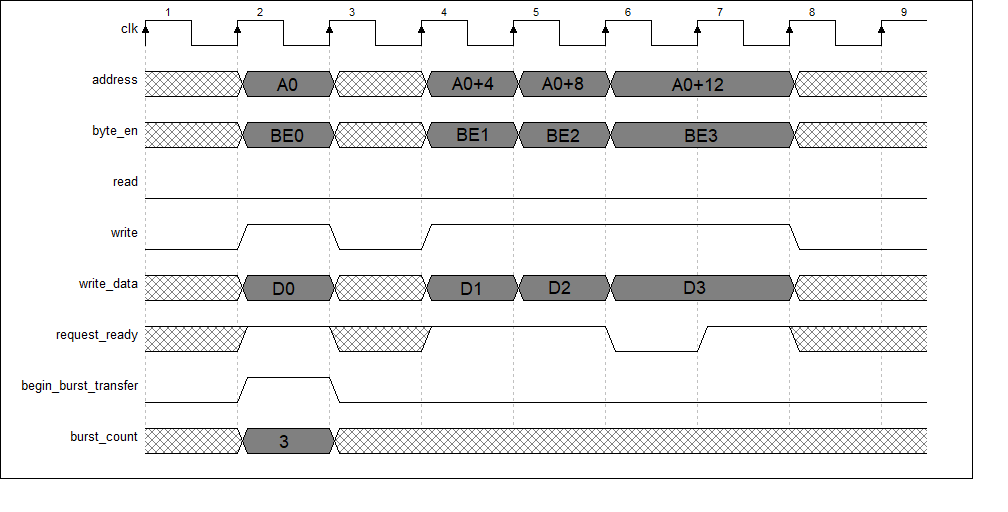 1 2 3 4 5 6 7 8 9
clk
address A0 A0+4 A0+8 A0+12
byte_en BE0 BE1 BE2 BE3
read
write
write_data D0 D1 D2 D3
request_ready
begin_burst_transfer
burst_count 3